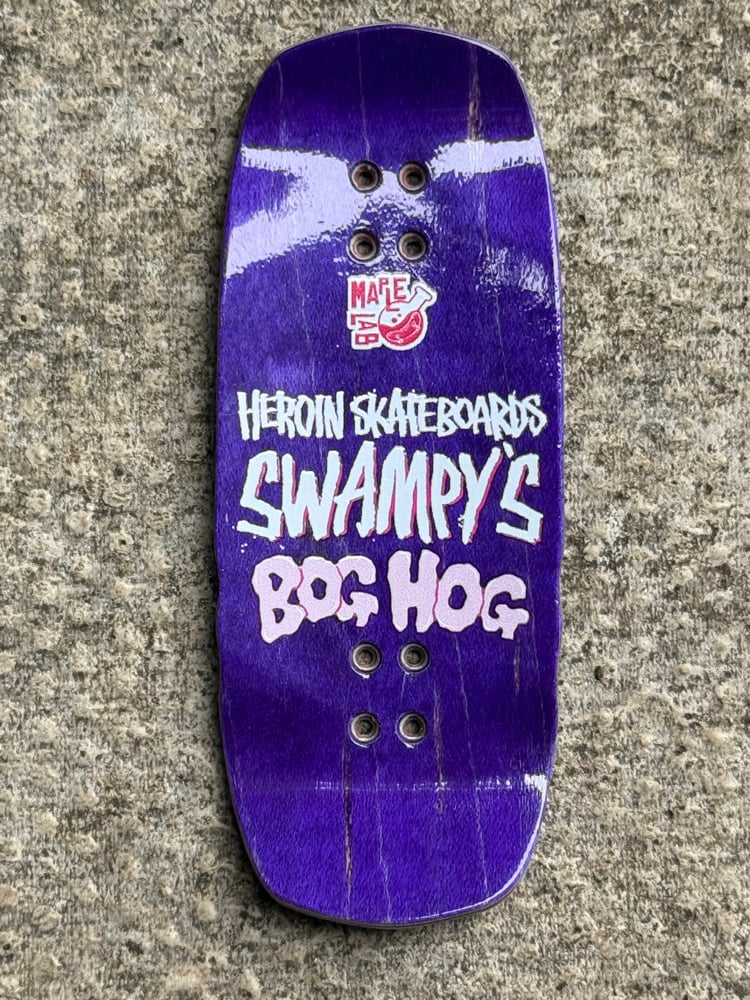 MAPLE
LAB
HEROIN SKATEBOARDS
SWAMPY'S
BOG HOG